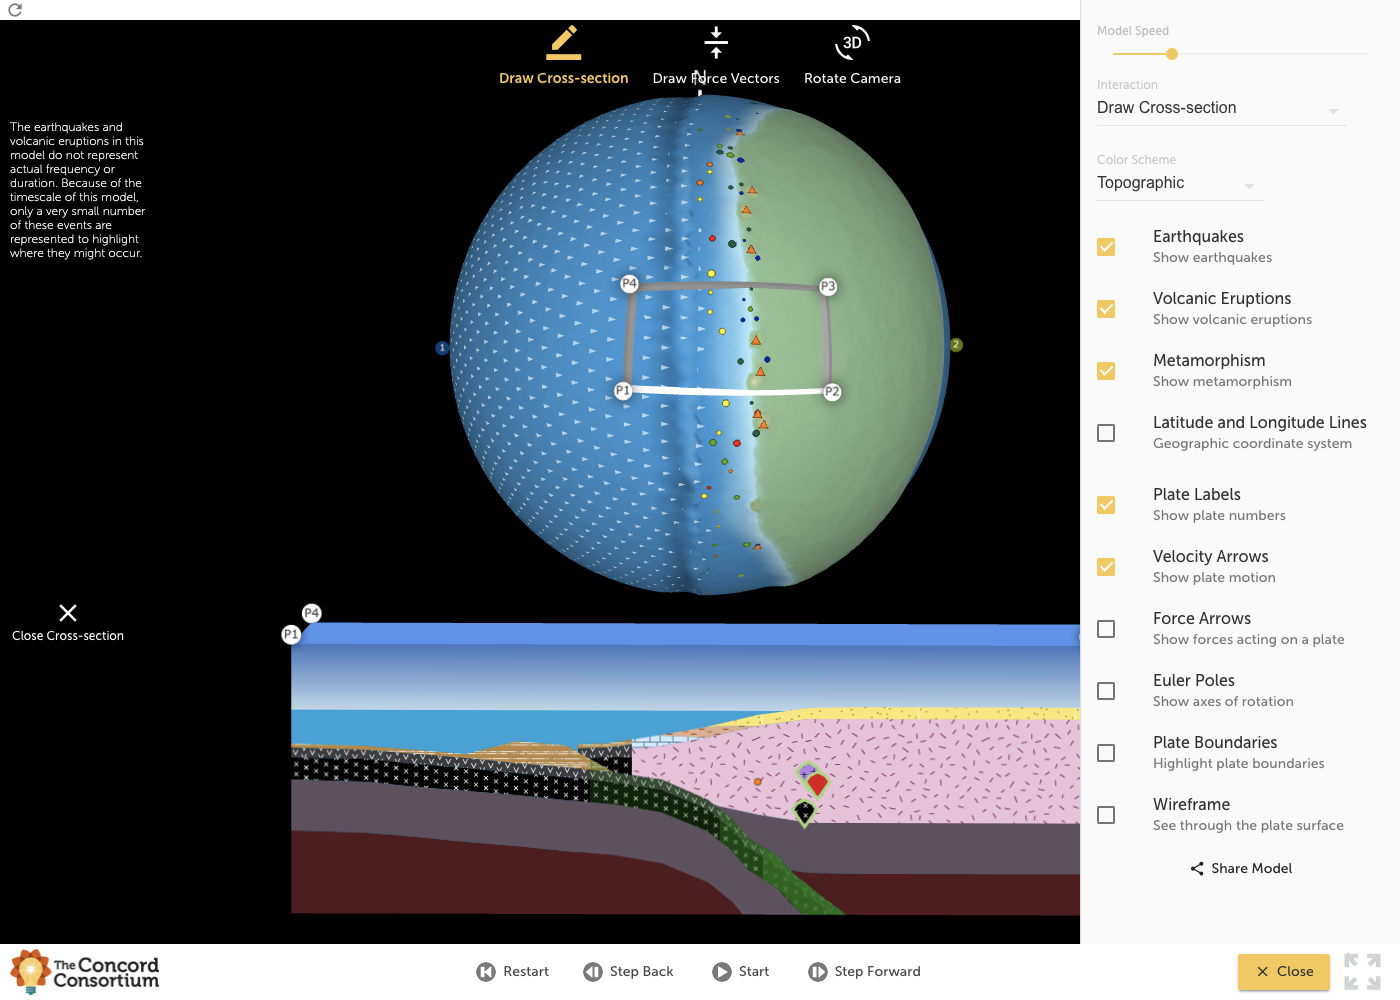 Draw Cross-section
Draw Force Vectors
3D
Rotate Camera
N
The earthquakes and
volcanic eruptions in this
model do not represent
actual frequency or
duration. Because of the
timescale of this model,
only a very small number
of these events are
represented to highlight
where they might occur.
P4
P3
1
2
P1
P2
Close Cross-section
P4
P1
Model Speed
Interaction
Draw Cross-section
Color Scheme
Topographic
Earthquakes
Show earthquakes
Volcanic Eruptions
Show volcanic eruptions
Metamorphism
Show metamorphism
Latitude and Longitude Lines
Geographic coordinate system
Plate Labels
Show plate numbers
Velocity Arrows
Show plate motion
Force Arrows
Show forces acting on a plate
Euler Poles
Show axes of rotation
Plate Boundaries
Highlight plate boundaries
Wireframe
See through the plate surface
Share Model
The Concord
Consortium
Restart
Step Back
Start
Step Forward
Close